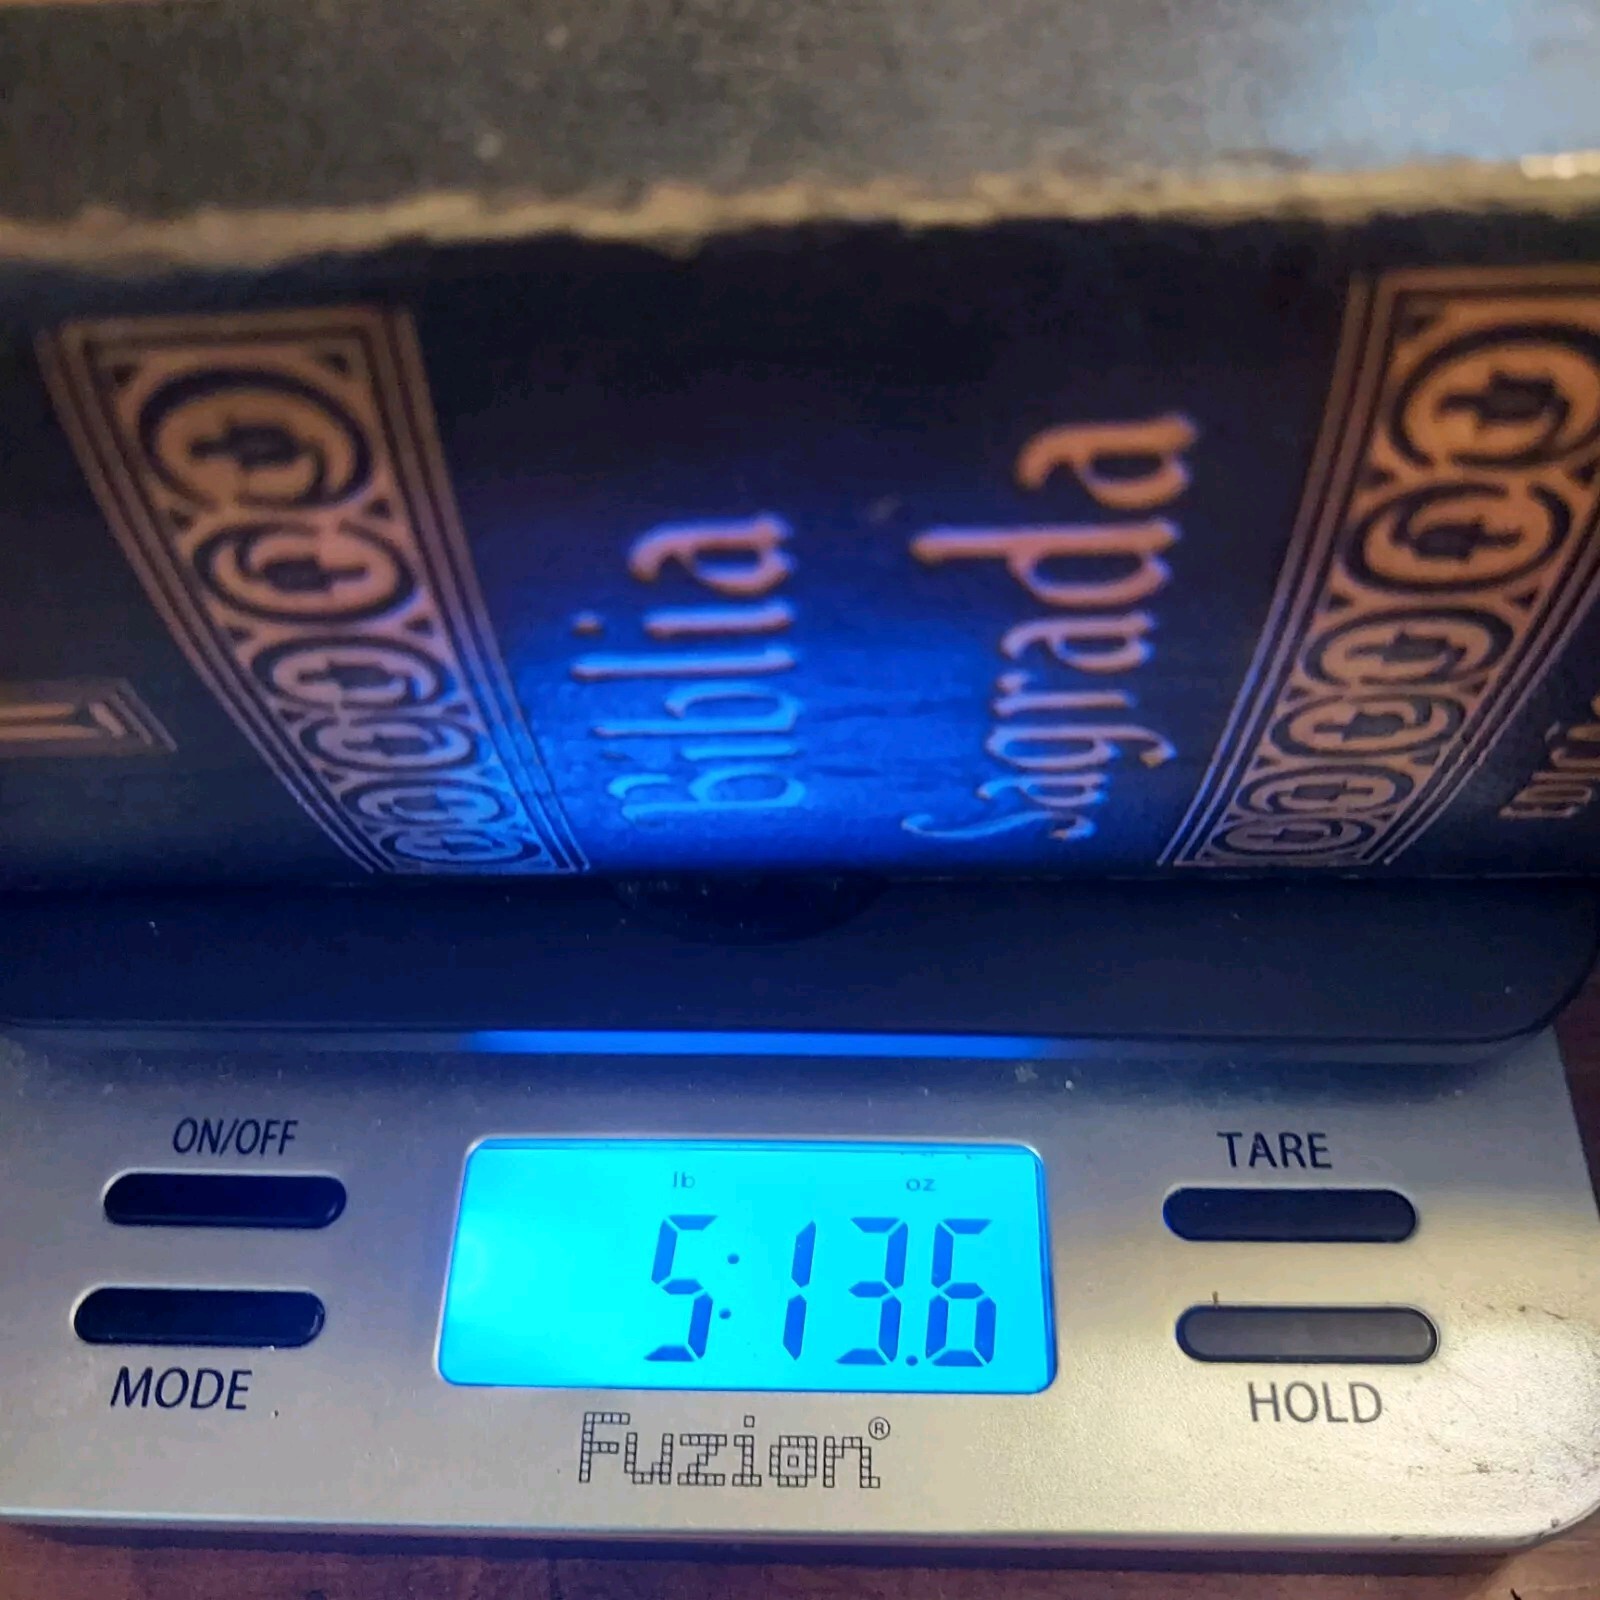 Biblia
Sagrada
ON/OFF
TARE
lb oz
5:13.6
MODE
HOLD
Fuzion®